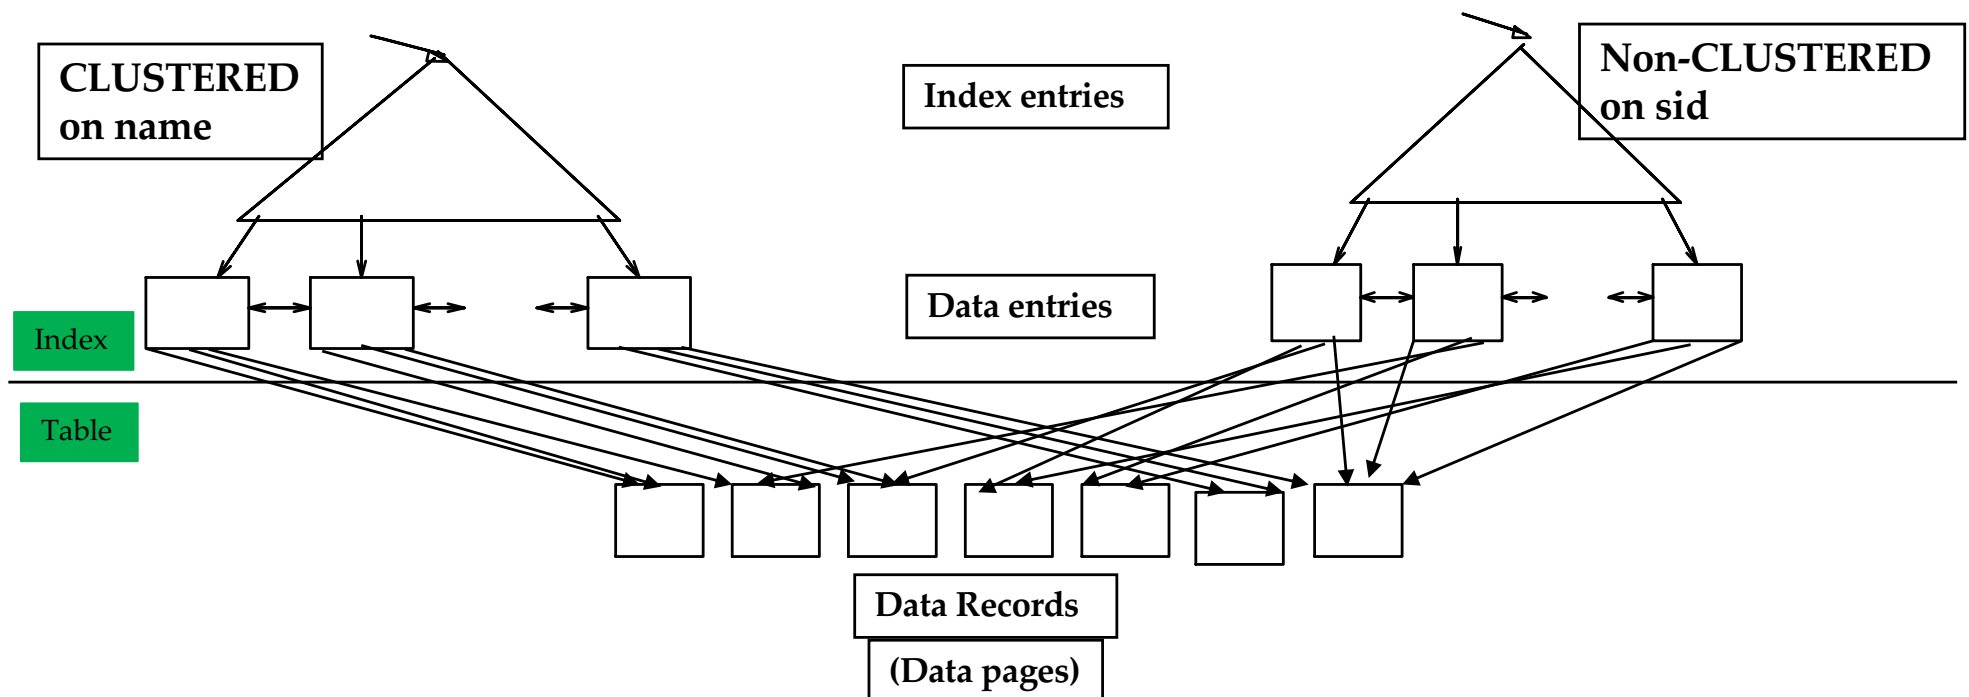 CLUSTERED
on name
Index entries
Non-CLUSTERED
on sid
Data entries
Index
Table
Data Records
(Data pages)